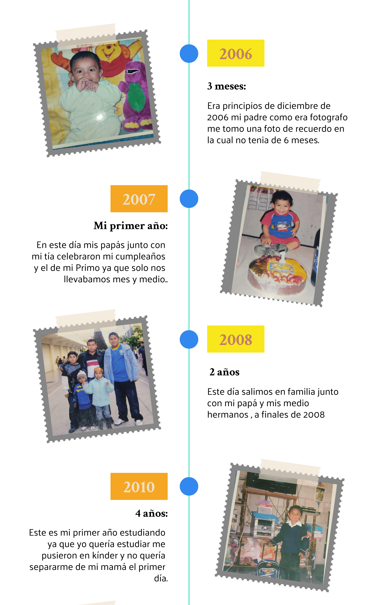 2006
3 meses:
Era principios de diciembre de
2006 mi padre como era fotografo
me tomo una foto de recuerdo en
la cual no tenia de 6 meses.
2007
Mi primer año:
En este día mis papás junto con
mi tía celebraron mi cumpleaños
y el de mi Primo ya que solo nos
llevabamos mes y medio..
2008
2 años
Este día salimos en familia junto
con mi papá y mis medio
hermanos , a finales de 2008
2010
4 años:
Este es mi primer año estudiando
ya que yo quería estudiar me
pusieron en kínder y no quería
separarme de mi mamá el primer
día.